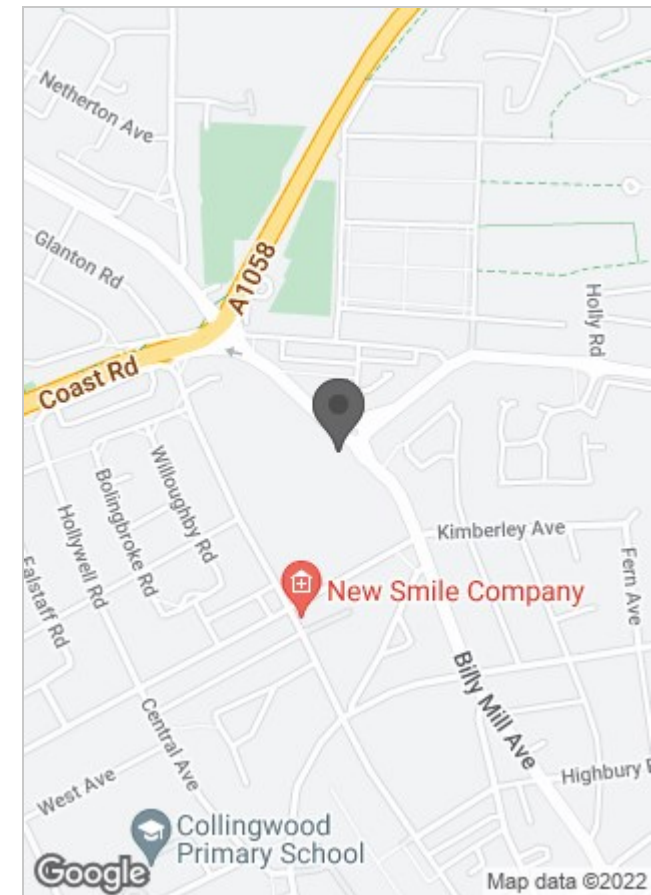 Netherton Ave
Glanton Rd
A1058
Holly Rd
Coast Rd
Willoughby Rd
Bolingbroke Rd
Hollywell Rd
Falstaff Rd
Kimberley Ave
Fern Ave
New Smile Company
Billy Mill Ave
Central Ave
West Ave
Highbury
Collingwood
Primary School
Google
Map data ©2022